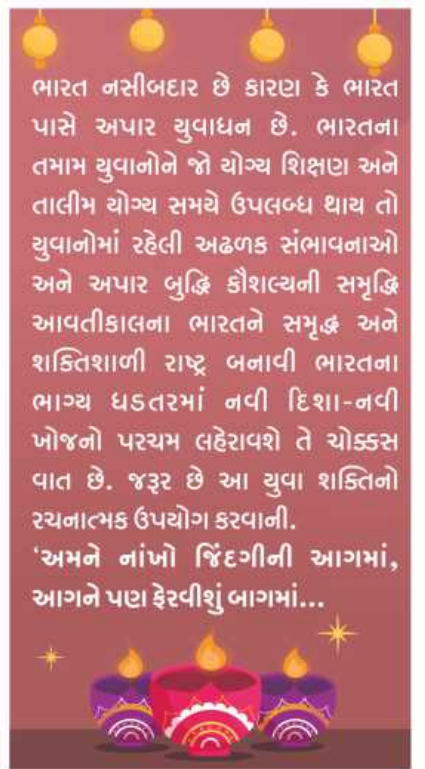 ભારત નસીબદાર છે કારણ કે ભારત
પાસે અપાર યુવાધન છે. ભારતના
તમામ યુવાનોને જો યોગ્ય શિક્ષણ અને
તાલીમ યોગ્ય સમયે ઉપલબ્ધ થાય તો
યુવાનોમાં રહેલી અઢળક સંભાવનાઓ
અને અપાર બુદ્ધિ કૌશલ્યની સમૃદ્ધિ
આવતીકાલના ભારતને સમૃદ્ધ અને
શક્તિશાળી રાષ્ટ્ર બનાવી ભારતના
ભાગ્ય ધડતરમાં નવી દિશા-નવી
ખોજનો પરચમ લહેરાવશે તે ચોક્કસ
વાત છે. જરૂર છે આ યુવા શક્તિનો
રચનાત્મક ઉપયોગ કરવાની.
‘અમને નાંખો જિંદગીની આગમાં,
આગને પણ ફેરવીશું બાગમાં...